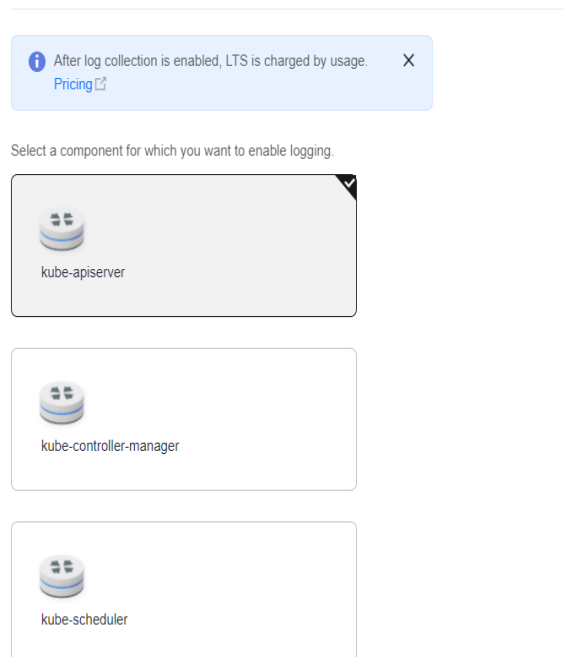 After log collection is enabled, LTS is charged by usage.
Pricing
Select a component for which you want to enable logging.
kube-apiserver
kube-controller-manager
kube-scheduler